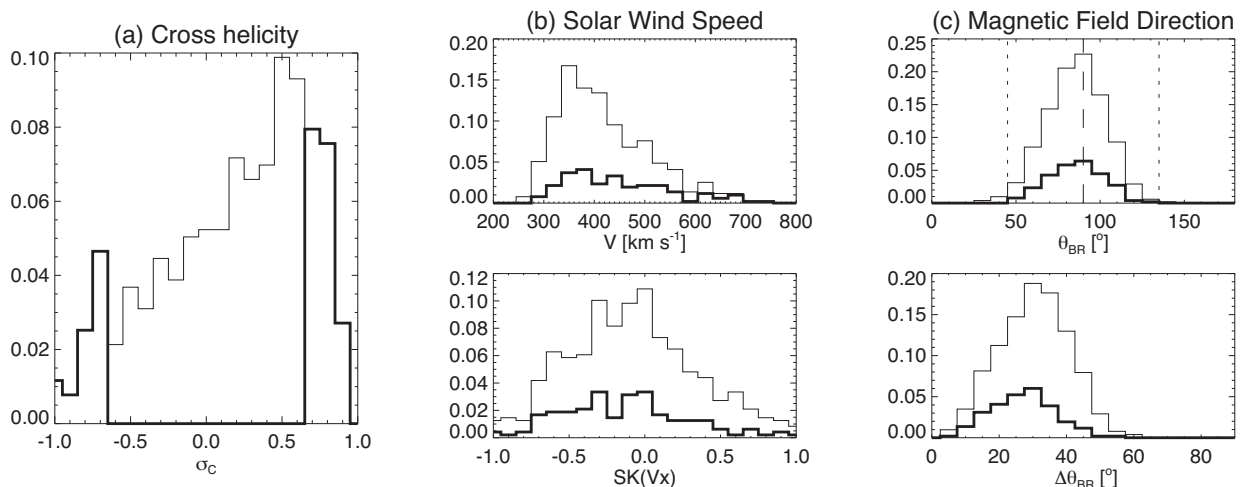 (a) Cross helicity
0.10
0.08
0.06
0.04
0.02
0.00
-1.0 -0.5 0.0 0.5 1.0
σC
(b) Solar Wind Speed
0.20
0.15
0.10
0.05
0.00
200 300 400 500 600 700 800
V [km s-1]
0.12
0.10
0.08
0.06
0.04
0.02
0.00
-1.0 -0.5 0.0 0.5 1.0
SK(Vx)
(c) Magnetic Field Direction
0.25
0.20
0.15
0.10
0.05
0.00
0 50 100 150
θBR [º]
0.20
0.15
0.10
0.05
0.00
0 20 40 60 80
ΔθBR [º]